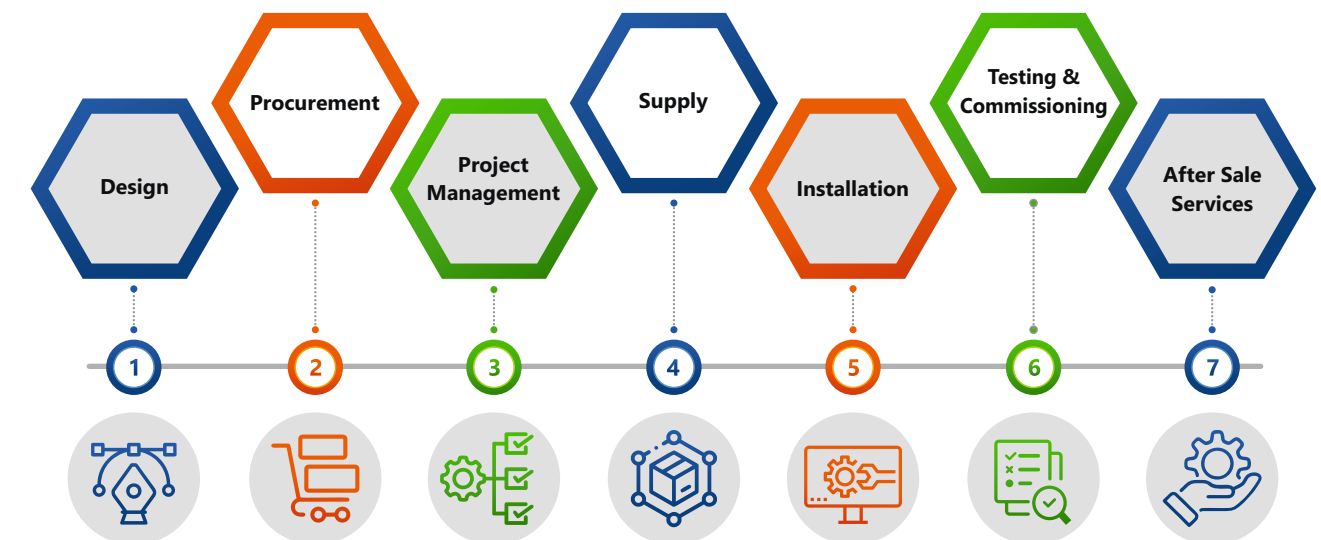 Design
Procurement
Project
Management
Supply
Installation
Testing &
Commissioning
After Sale
Services
1
2
3
4
5
6
7